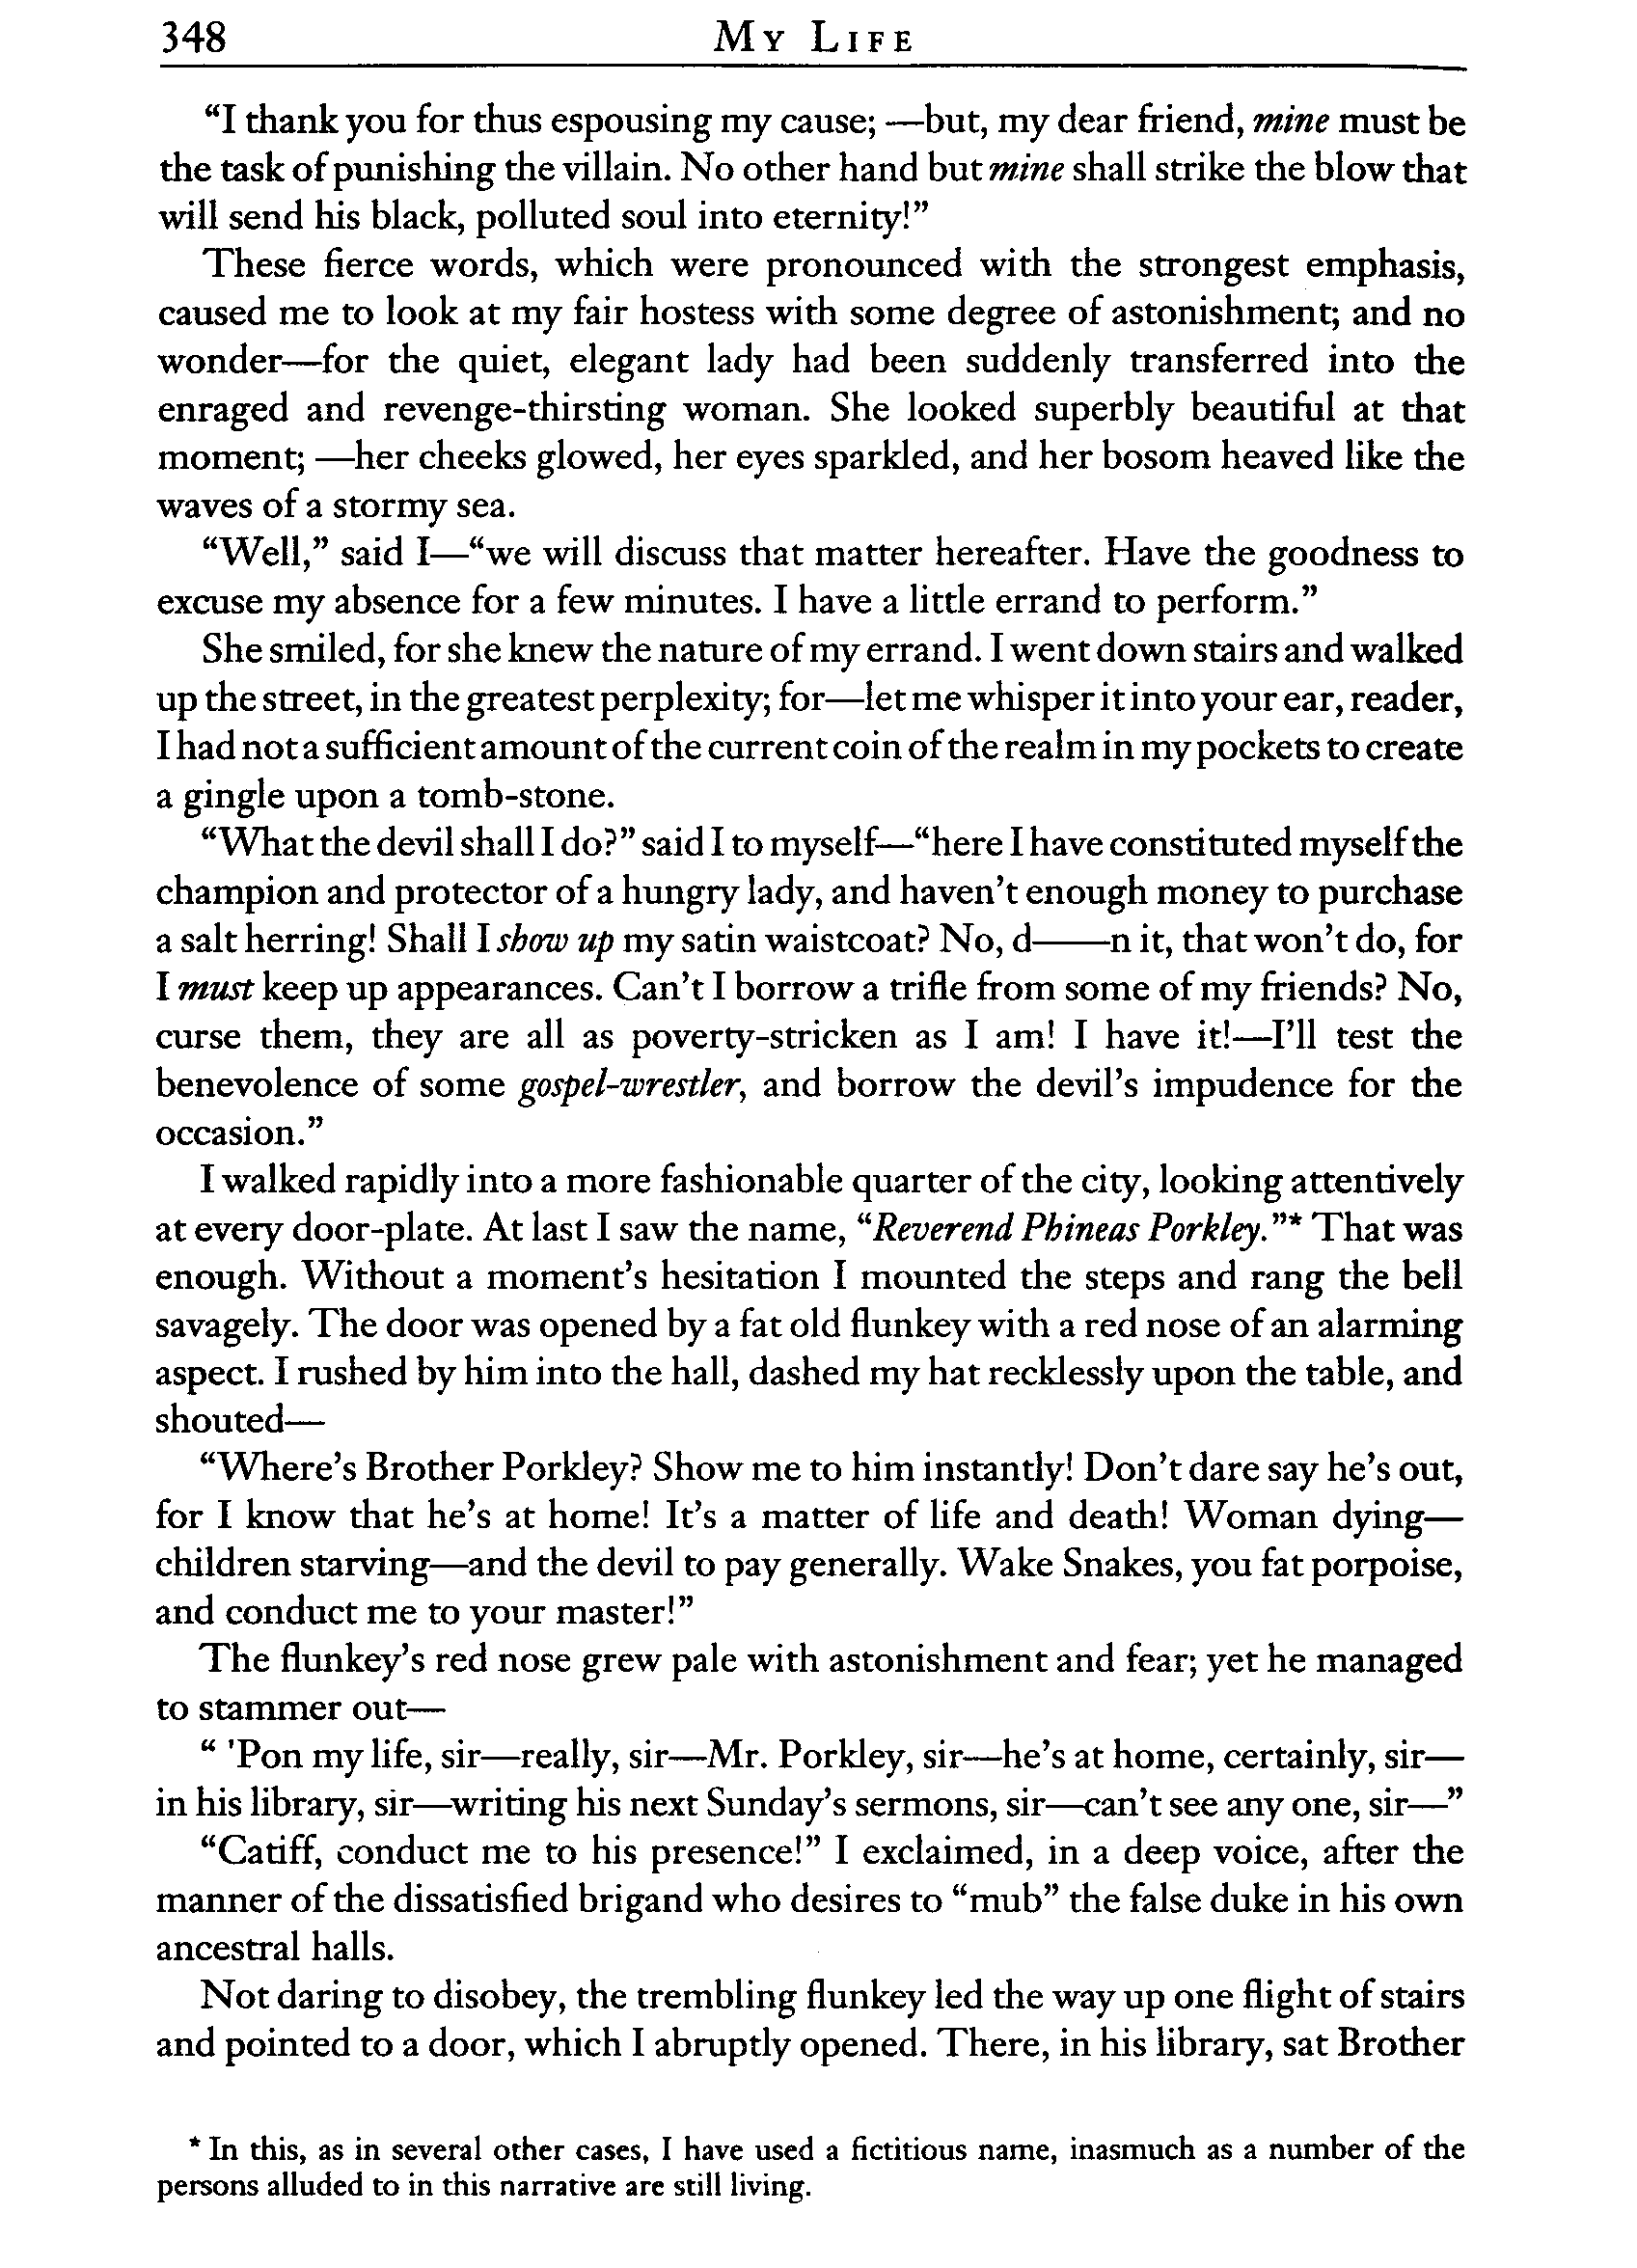 348
My Life
“I thank you for thus espousing my cause; —but, my dear friend, mine must be
the task of punishing the villain. No other hand but mine shall strike the blow that
will send his black, polluted soul into eternity!”
These fierce words, which were pronounced with the strongest emphasis,
caused me to look at my fair hostess with some degree of astonishment; and no
wonder—for the quiet, elegant lady had been suddenly transferred into the
enraged and revenge-thirsting woman. She looked superbly beautiful at that
moment; —her cheeks glowed, her eyes sparkled, and her bosom heaved like the
waves of a stormy sea.
“Well,” said I—“we will discuss that matter hereafter. Have the goodness to
excuse my absence for a few minutes. I have a little errand to perform.”
She smiled, for she knew the nature of my errand. I went down stairs and walked
up the street, in the greatest perplexity; for—let me whisper it into your ear, reader,
I had not a sufficient amount of the current coin of the realm in my pockets to create
a gingle upon a tomb-stone.
“What the devil shall I do?” said I to myself—“here I have constituted myself the
champion and protector of a hungry lady, and haven’t enough money to purchase
a salt herring! Shall I show up my satin waistcoat? No, d——n it, that won’t do, for
I must keep up appearances. Can’t I borrow a trifle from some of my friends? No,
curse them, they are all as poverty-stricken as I am! I have it!—I’ll test the
benevolence of some gospel-wrestler, and borrow the devil’s impudence for the
occasion.”
I walked rapidly into a more fashionable quarter of the city, looking attentively
at every door-plate. At last I saw the name, “Reverend Phineas Porkley.”* That was
enough. Without a moment’s hesitation I mounted the steps and rang the bell
savagely. The door was opened by a fat old flunkey with a red nose of an alarming
aspect. I rushed by him into the hall, dashed my hat recklessly upon the table, and
shouted—
“Where’s Brother Porkley? Show me to him instantly! Don’t dare say he’s out,
for I know that he’s at home! It’s a matter of life and death! Woman dying—
children starving—and the devil to pay generally. Wake Snakes, you fat porpoise,
and conduct me to your master!”
The flunkey’s red nose grew pale with astonishment and fear; yet he managed
to stammer out—
“ 'Pon my life, sir—really, sir—Mr. Porkley, sir—he’s at home, certainly, sir—
in his library, sir—writing his next Sunday’s sermons, sir—can’t see any one, sir—”
“Catiff, conduct me to his presence!” I exclaimed, in a deep voice, after the
manner of the dissatisfied brigand who desires to “mub” the false duke in his own
ancestral halls.
Not daring to disobey, the trembling flunkey led the way up one flight of stairs
and pointed to a door, which I abruptly opened. There, in his library, sat Brother
* In this, as in several other cases, I have used a fictitious name, inasmuch as a number of the
persons alluded to in this narrative are still living.